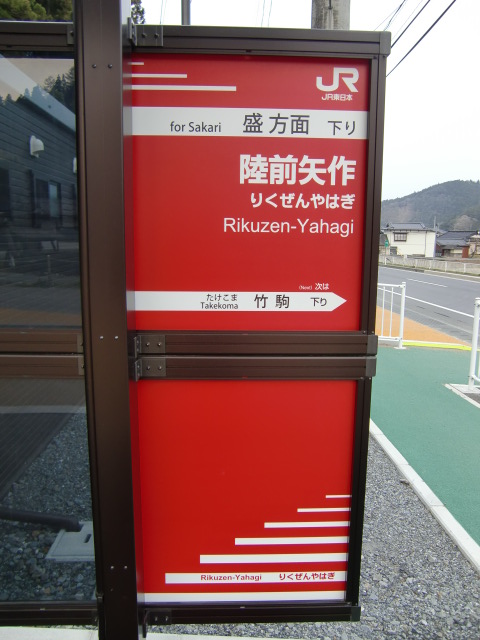 JR
JR東日本
for Sakari 盛方面 下り
陸前矢作
りくぜんやはぎ
Rikuzen-Yahagi
(Next) 次は
たけこま
Takekoma 竹駒 下り
Rikuzen-Yahagi りくぜんやはぎ